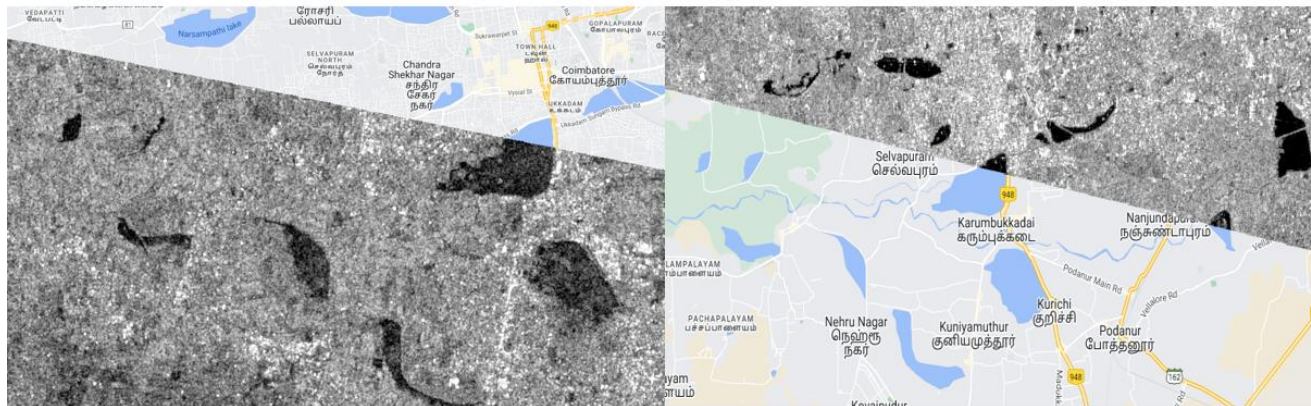 VEDAPATTI
வேடபட்டி
81
Narsampathi lake
ரோசரி
பல்லாயப்
SELVAPURAM
NORTH
செல்வபுரம்
நோர்த்
Chandra
Shekhar Nagar
சந்திர
சேகர்
நகர்
Sukrawarpet St
948
TOWN HALL
டவுன்
ஹால்
Vysial St
GOPALAPURAM
கோபாலபுரம்
Coimbatore
கோயம்புத்தூர்
UKKADAM
உக்கடம்
Ukkadam Sungam Bypass Rd
Selvapuram
செல்வபுரம்
948
Karumbukkadai
கரும்புக்கடை
Nanjundapuram
நஞ்சுண்டாபுரம்
Podanur Main Rd
Vellalore Rd
PACHAPALAYAM
பச்சப்பாளையம்
Nehru Nagar
நெஹ்ரூ
நகர்
Kuniyamuthur
குனியமுத்தூர்
Kurichi
குறிச்சி
Podanur
போத்தனூர்
948
162